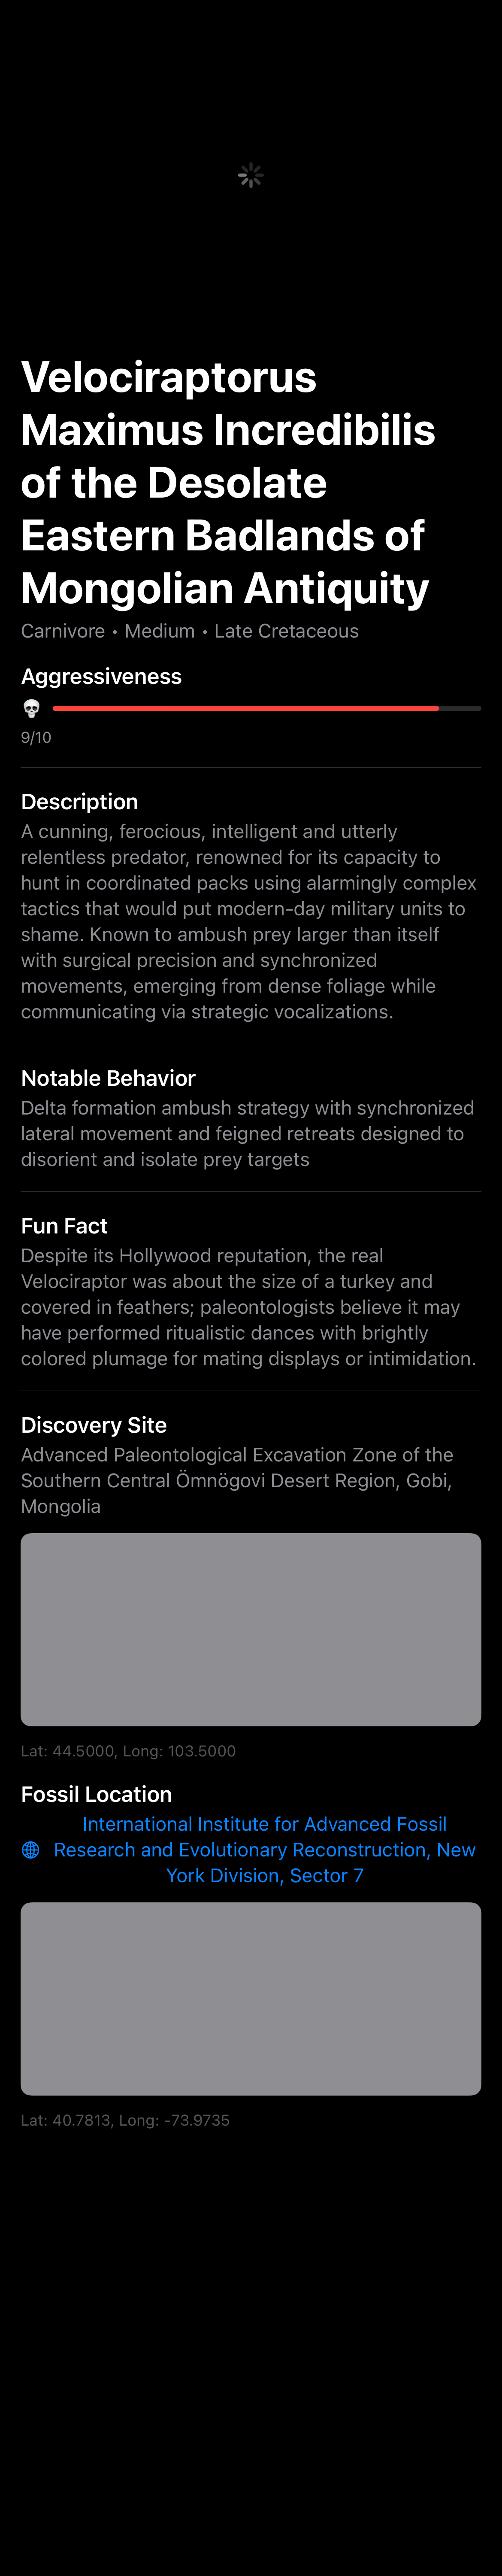 Velociraptorus
Maximus Incredibilis
of the Desolate
Eastern Badlands of
Mongolian Antiquity
Carnivore • Medium • Late Cretaceous
Aggressiveness
9/10
Description
A cunning, ferocious, intelligent and utterly
relentless predator, renowned for its capacity to
hunt in coordinated packs using alarmingly complex
tactics that would put modern-day military units to
shame. Known to ambush prey larger than itself
with surgical precision and synchronized
movements, emerging from dense foliage while
communicating via strategic vocalizations.
Notable Behavior
Delta formation ambush strategy with synchronized
lateral movement and feigned retreats designed to
disorient and isolate prey targets
Fun Fact
Despite its Hollywood reputation, the real
Velociraptor was about the size of a turkey and
covered in feathers; paleontologists believe it may
have performed ritualistic dances with brightly
colored plumage for mating displays or intimidation.
Discovery Site
Advanced Paleontological Excavation Zone of the
Southern Central Ömnögovi Desert Region, Gobi,
Mongolia
Lat: 44.5000, Long: 103.5000
Fossil Location
International Institute for Advanced Fossil
Research and Evolutionary Reconstruction, New
York Division, Sector 7
Lat: 40.7813, Long: -73.9735